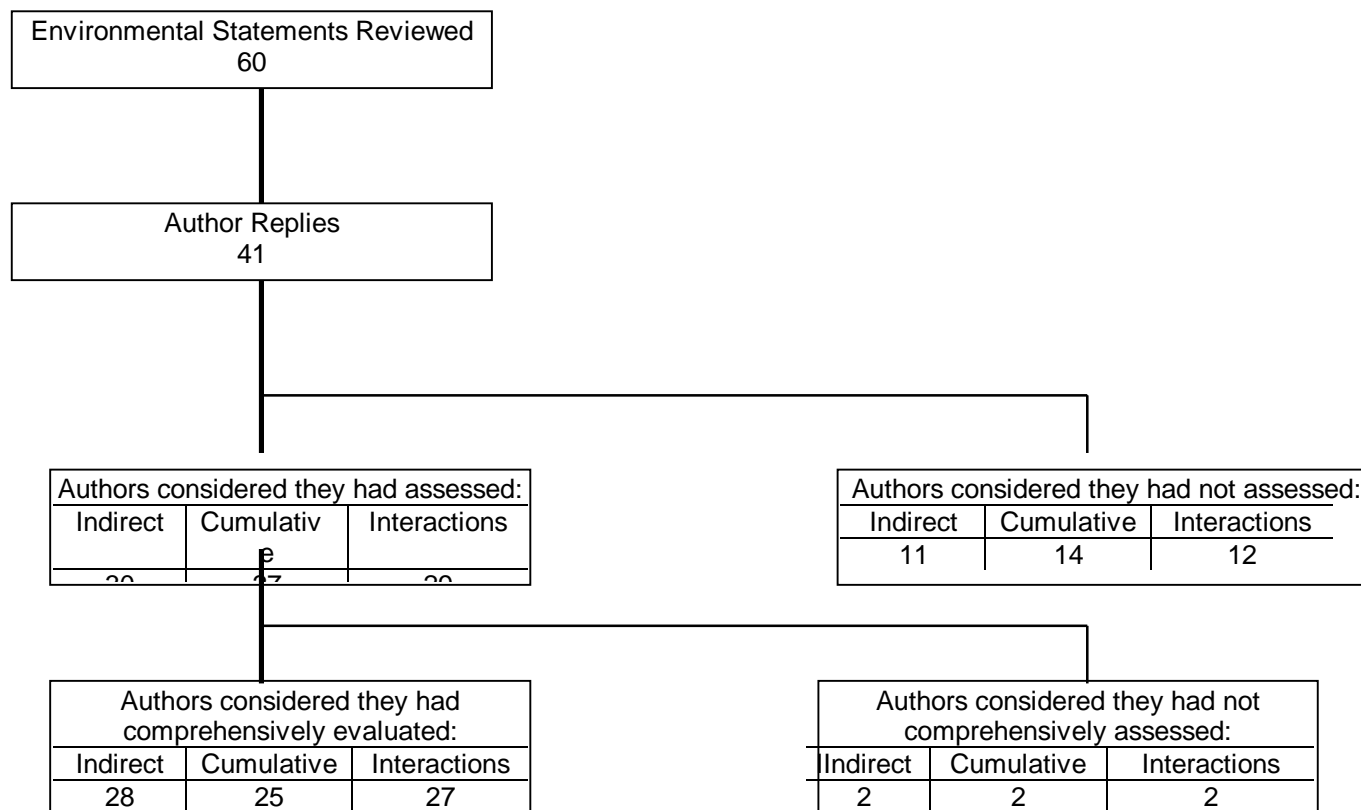 Environmental Statements Reviewed
60
Author Replies
41
Authors considered they had assessed:
Indirect Cumulativ Interactions
e
Authors considered they had not assessed:
Indirect Cumulative Interactions
11 14 12
Authors considered they had
comprehensively evaluated:
Indirect Cumulative Interactions
28 25 27
Authors considered they had not
comprehensively assessed:
Indirect Cumulative Interactions
2 2 2